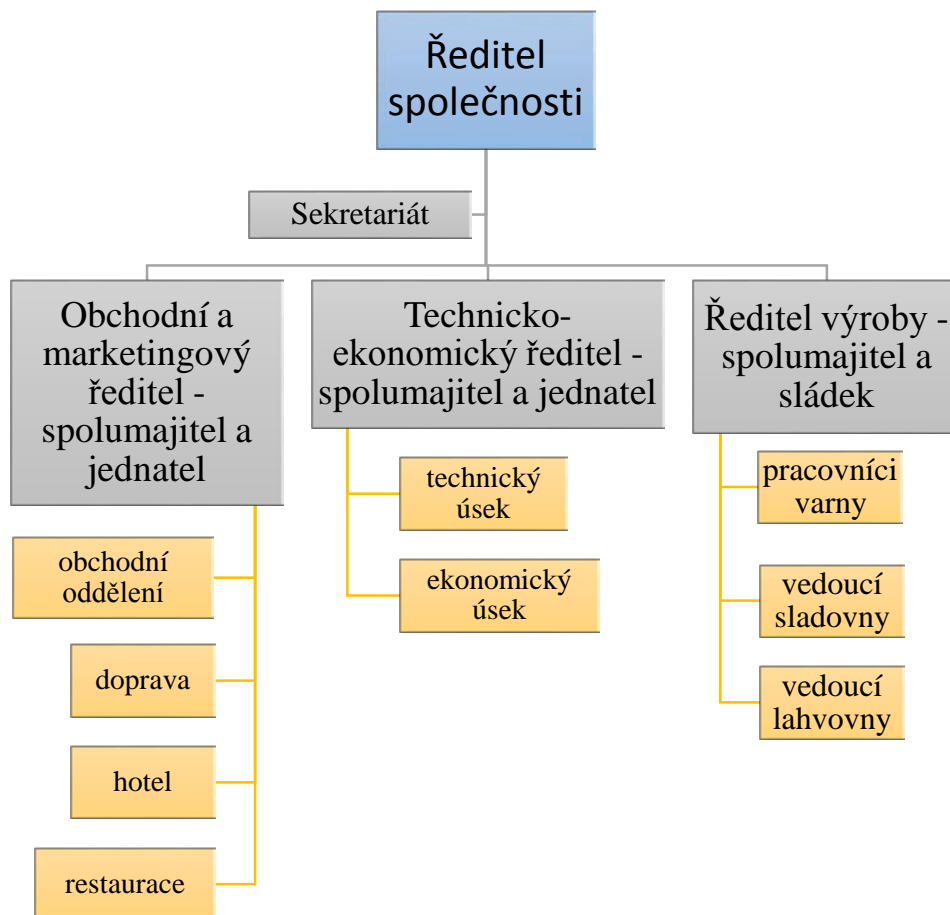 Ředitel
společnosti
Sekretariát
Obchodní a
marketingový
ředitel -
spolumajitel a
jednatel
obchodní
oddělení
doprava
hotel
restaurace
Technicko-
ekonomický ředitel -
spolumajitel a jednatel
technický
úsek
ekonomický
úsek
Ředitel výroby -
spolumajitel a
sládek
pracovníci
varny
vedoucí
sladovny
vedoucí
lahvovny